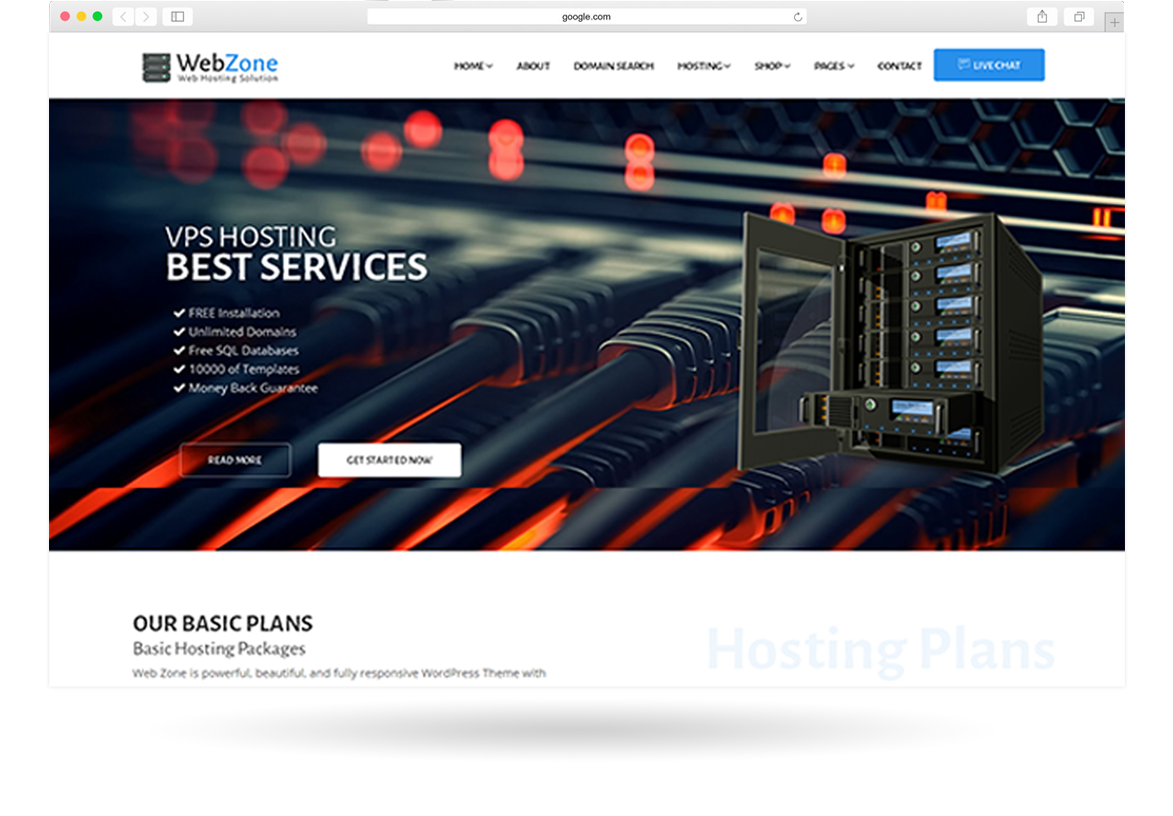 google.com
WebZone
Web Hosting Solution
HOME ABOUT DOMAIN SEARCH HOSTING SHOP PAGES CONTACT LIVE CHAT
VPS HOSTING
BEST SERVICES
FREE Installation
Unlimited Domains
Free SQL Databases
10000 of Templates
Money Back Guarantee
READ MORE GET STARTED NOW
OUR BASIC PLANS
Basic Hosting Packages
Hosting Plans
Web Zone is powerful, beautiful, and fully responsive WordPress Theme with